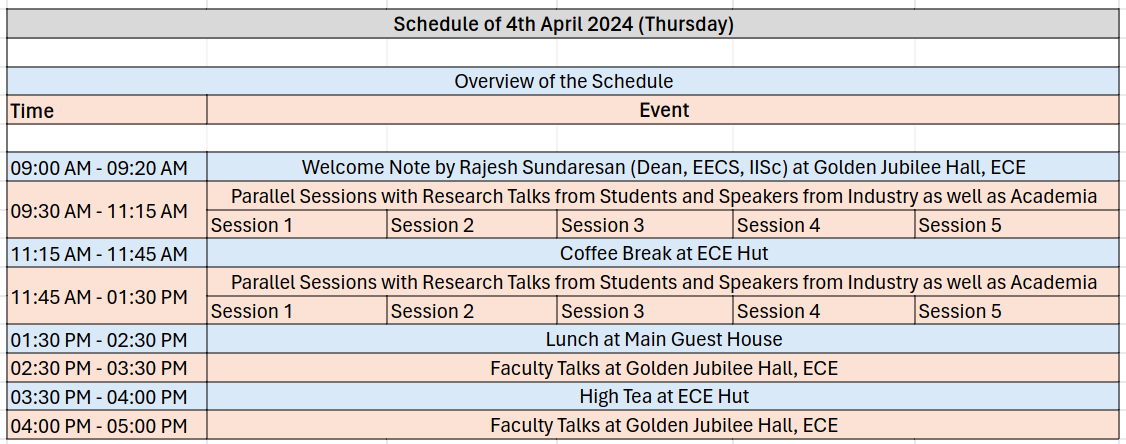 Schedule of 4th April 2024 (Thursday)
Overview of the Schedule
Time Event
09:00 AM - 09:20 AM Welcome Note by Rajesh Sundaresan (Dean, EECS, IISc) at Golden Jubilee Hall, ECE
09:30 AM - 11:15 AM Parallel Sessions with Research Talks from Students and Speakers from Industry as well as Academia
Session 1 Session 2 Session 3 Session 4 Session 5
11:15 AM - 11:45 AM Coffee Break at ECE Hut
11:45 AM - 01:30 PM Parallel Sessions with Research Talks from Students and Speakers from Industry as well as Academia
Session 1 Session 2 Session 3 Session 4 Session 5
01:30 PM - 02:30 PM Lunch at Main Guest House
02:30 PM - 03:30 PM Faculty Talks at Golden Jubilee Hall, ECE
03:30 PM - 04:00 PM High Tea at ECE Hut
04:00 PM - 05:00 PM Faculty Talks at Golden Jubilee Hall, ECE